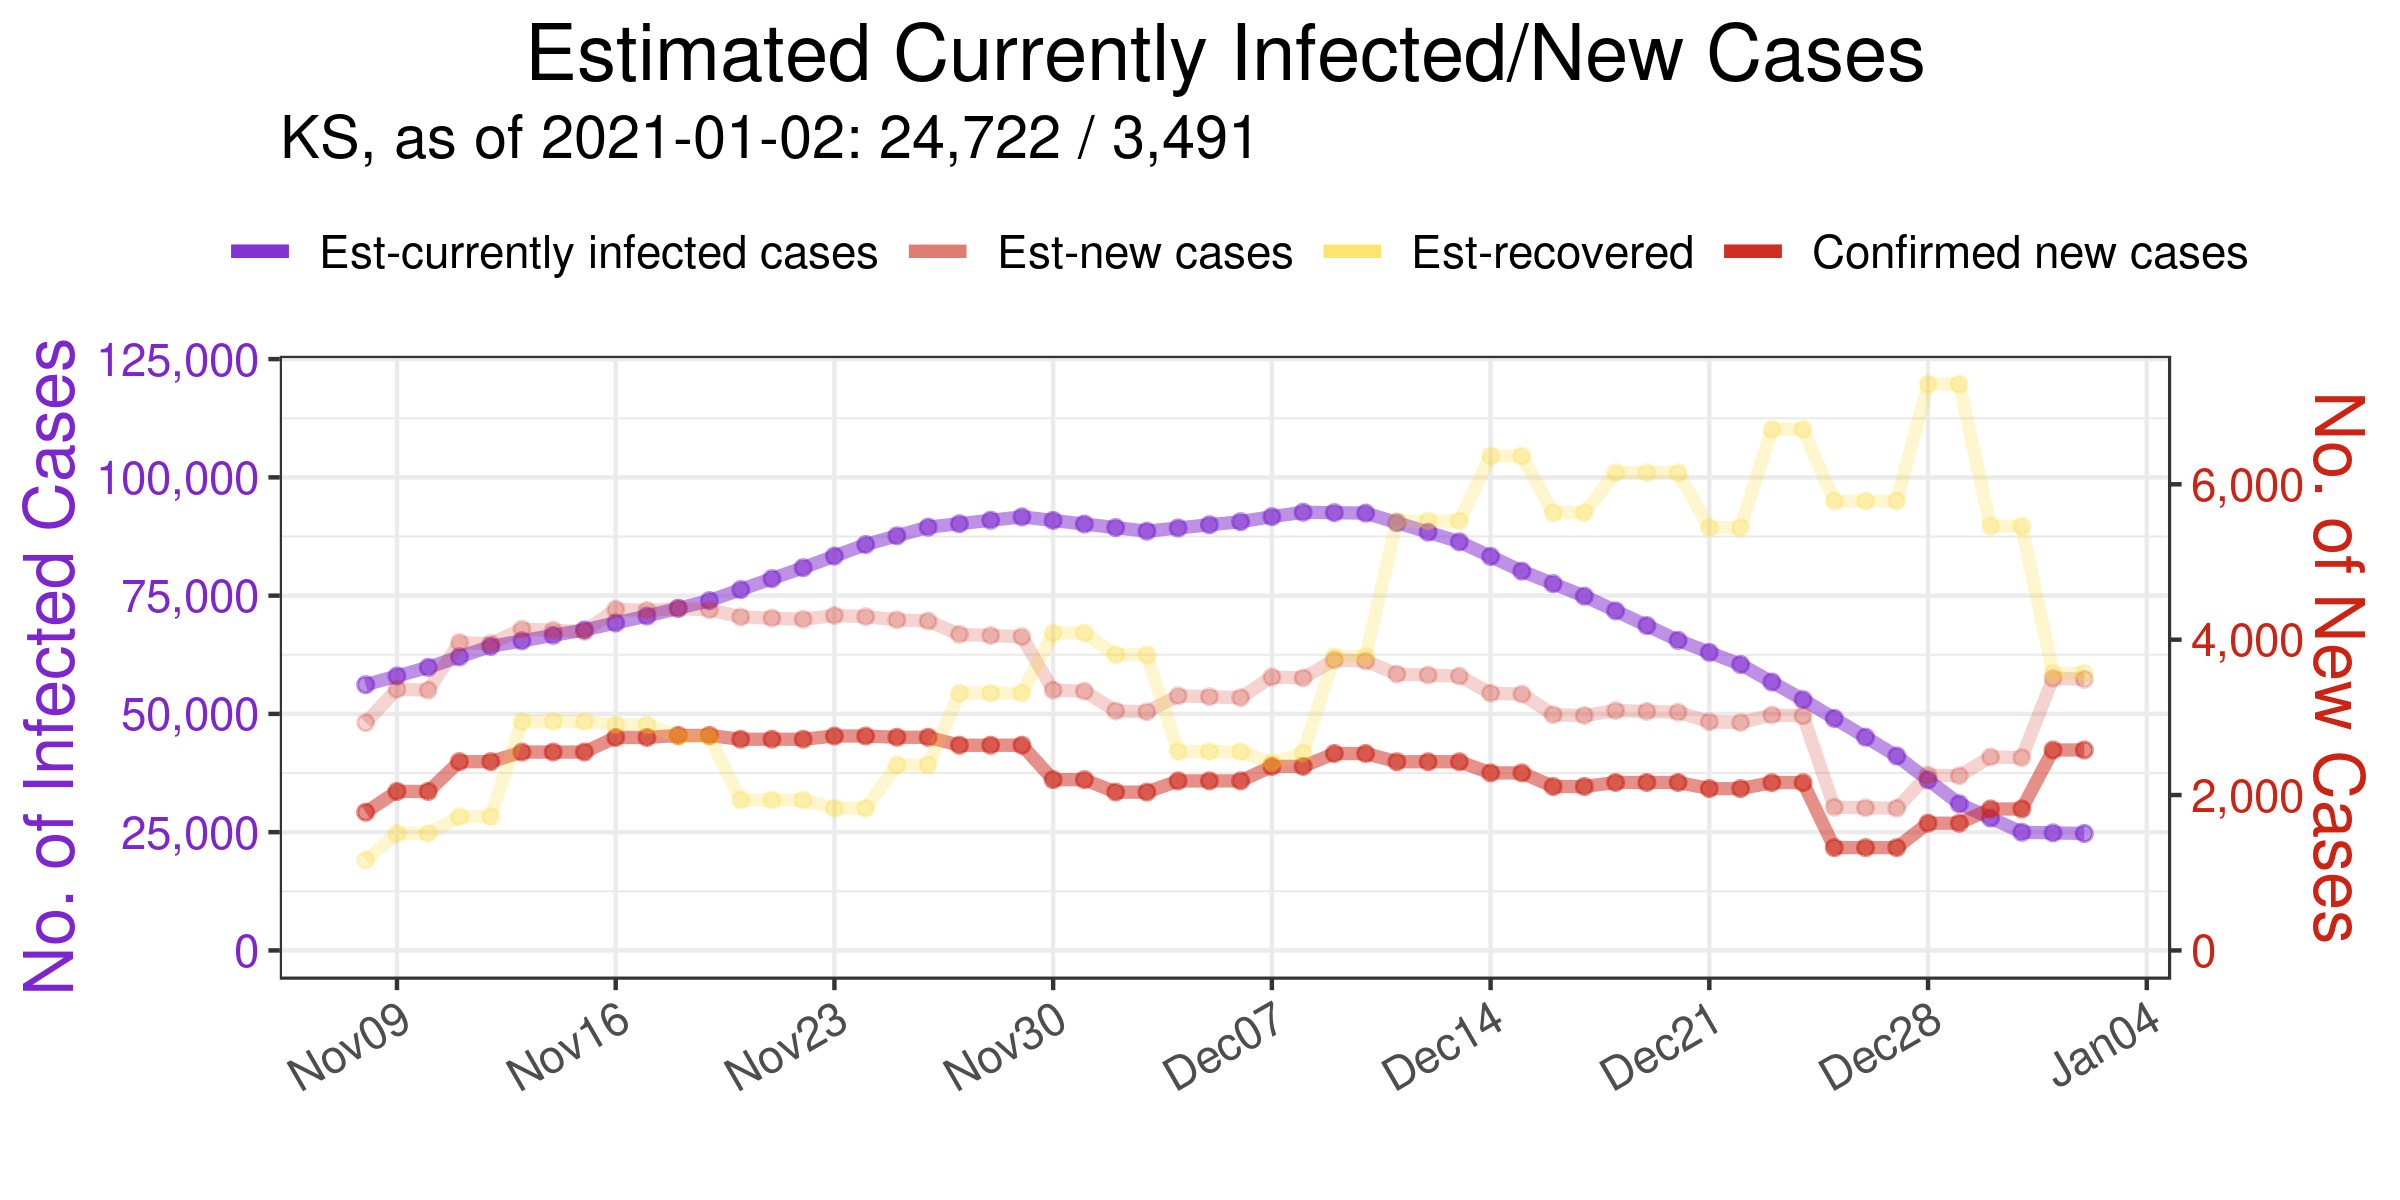 Estimated Currently Infected/New Cases
KS, as of 2021-01-02: 24,722 / 3,491
Est-currently infected cases Est-new cases Est-recovered Confirmed new cases
No. of Infected Cases
125,000
100,000
75,000
50,000
25,000
0
6,000
4,000
2,000
0
No. of New Cases
Nov09 Nov16 Nov23 Nov30 Dec07 Dec14 Dec21 Dec28 Jan04